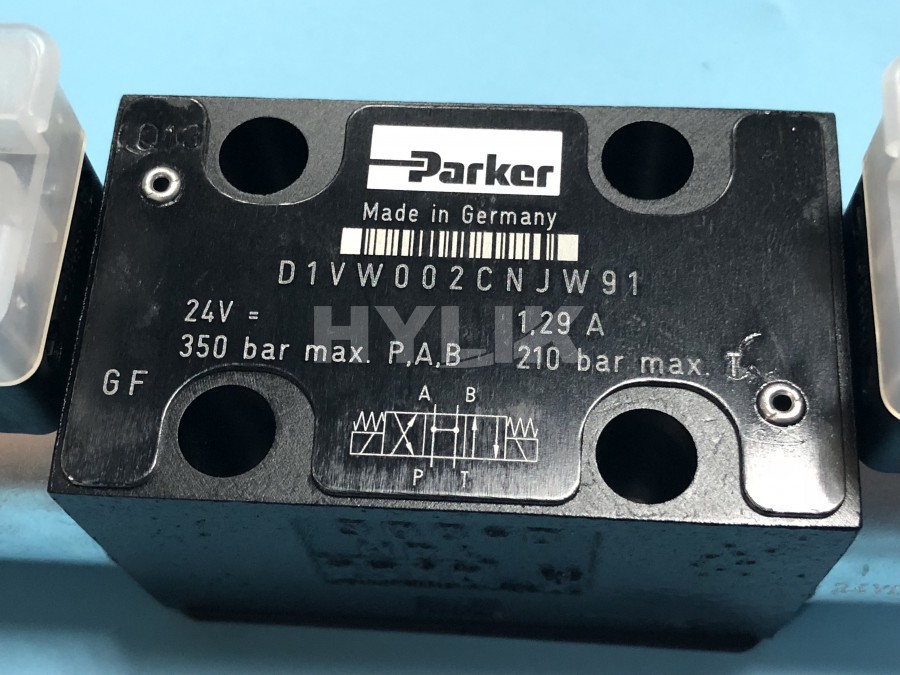 Parker
Made in Germany
D1VW002CNJW91
24V = 1,29 A
HYLIK
350 bar max. P,A,B 210 bar max. T
GF
A B
P T